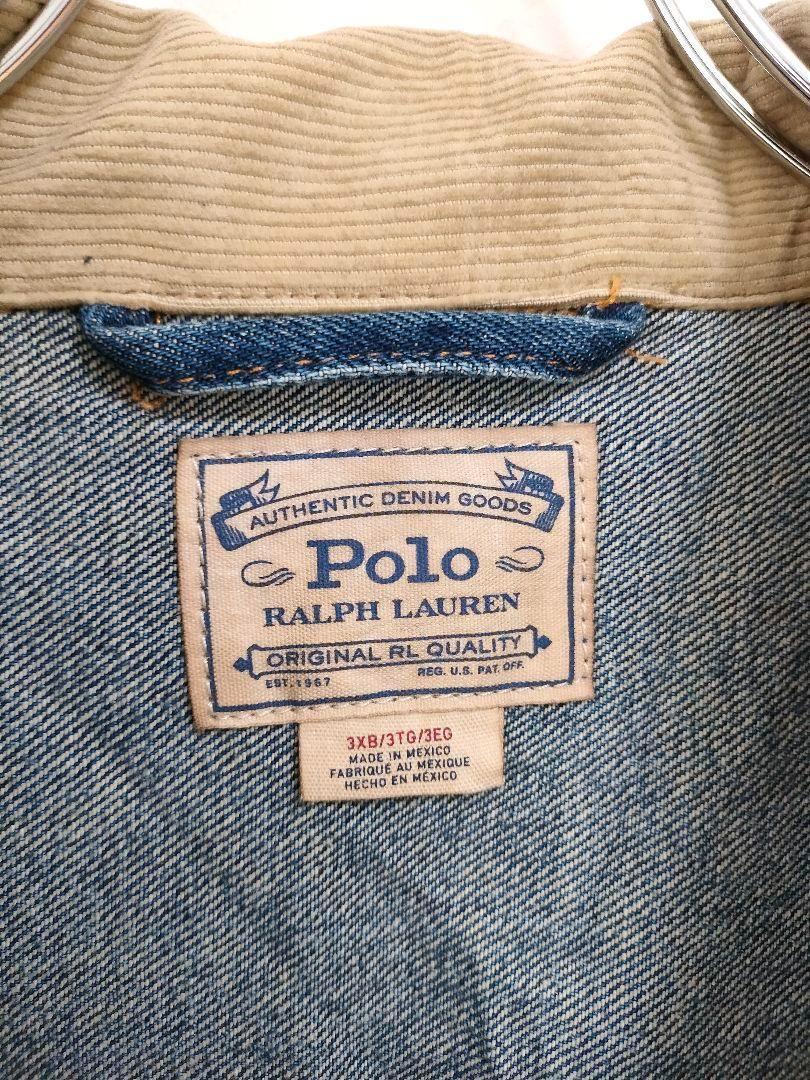 AUTHENTIC DENIM GOODS
Polo
RALPH LAUREN
ORIGINAL RL QUALITY
EST. 1967 REG. U.S. PAT. OFF.
3XB/3TG/3EG
MADE IN MEXICO
FABRIQUÉ AU MEXIQUE
HECHO EN MÉXICO